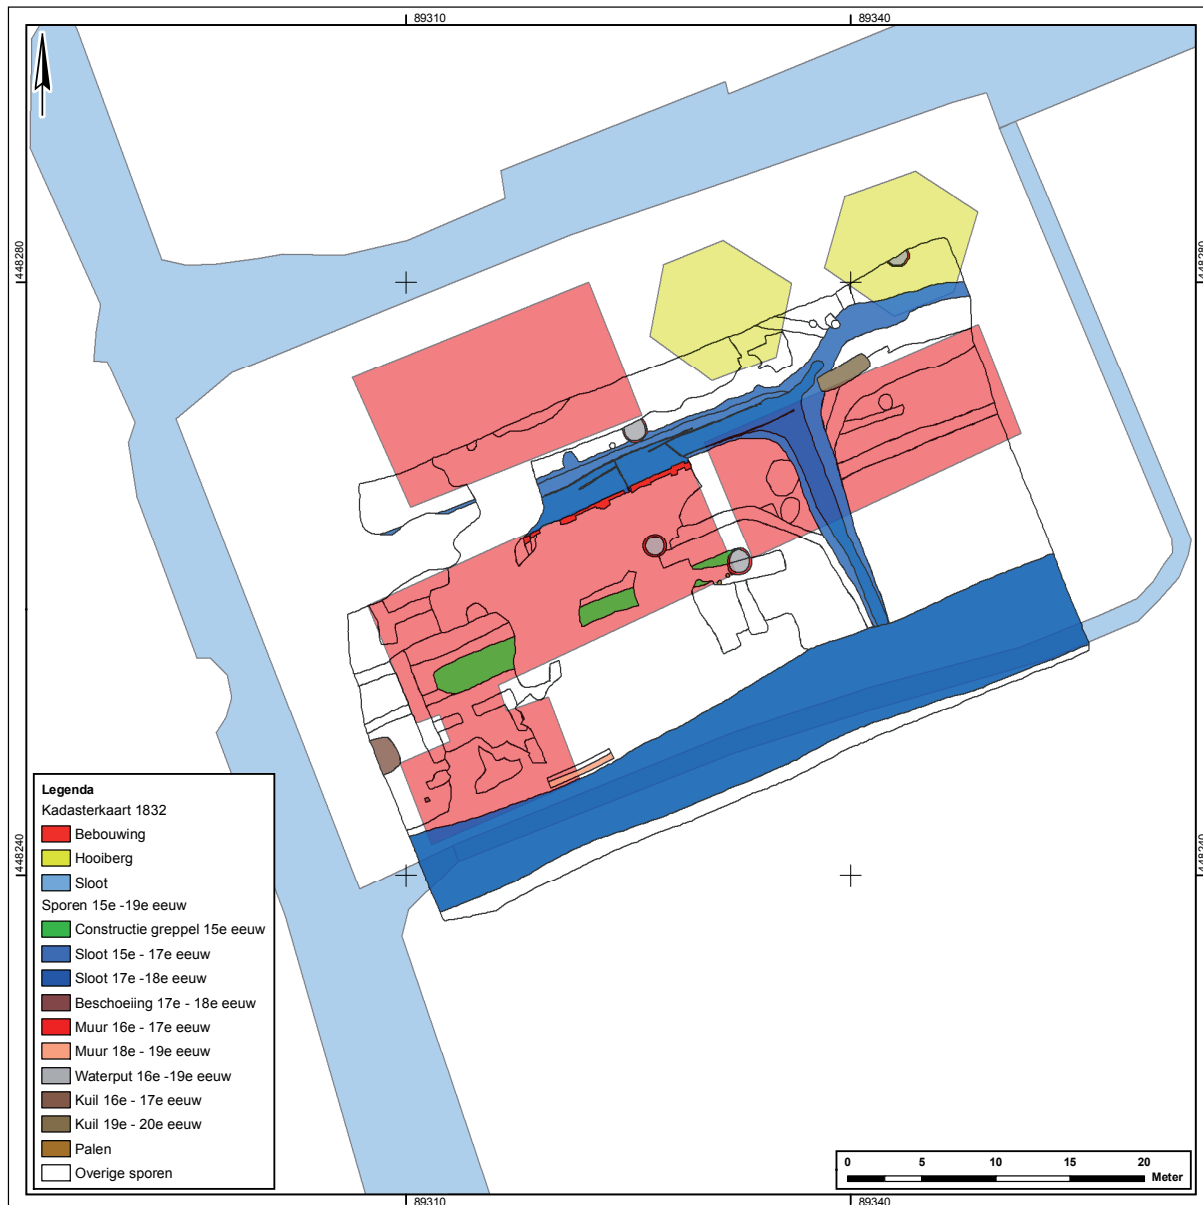 89310 89340
448280 448280
448240 448240
Legenda
Kadasterkaart 1832
Bebouwing
Hooiberg
Sloot
Sporen 15e -19e eeuw
Constructie greppel 15e eeuw
Sloot 15e - 17e eeuw
Sloot 17e -18e eeuw
Beschoeiing 17e - 18e eeuw
Muur 16e - 17e eeuw
Muur 18e - 19e eeuw
Waterput 16e -19e eeuw
Kuil 16e - 17e eeuw
Kuil 19e - 20e eeuw
Palen
Overige sporen
0 5 10 15 20
Meter
89310 89340